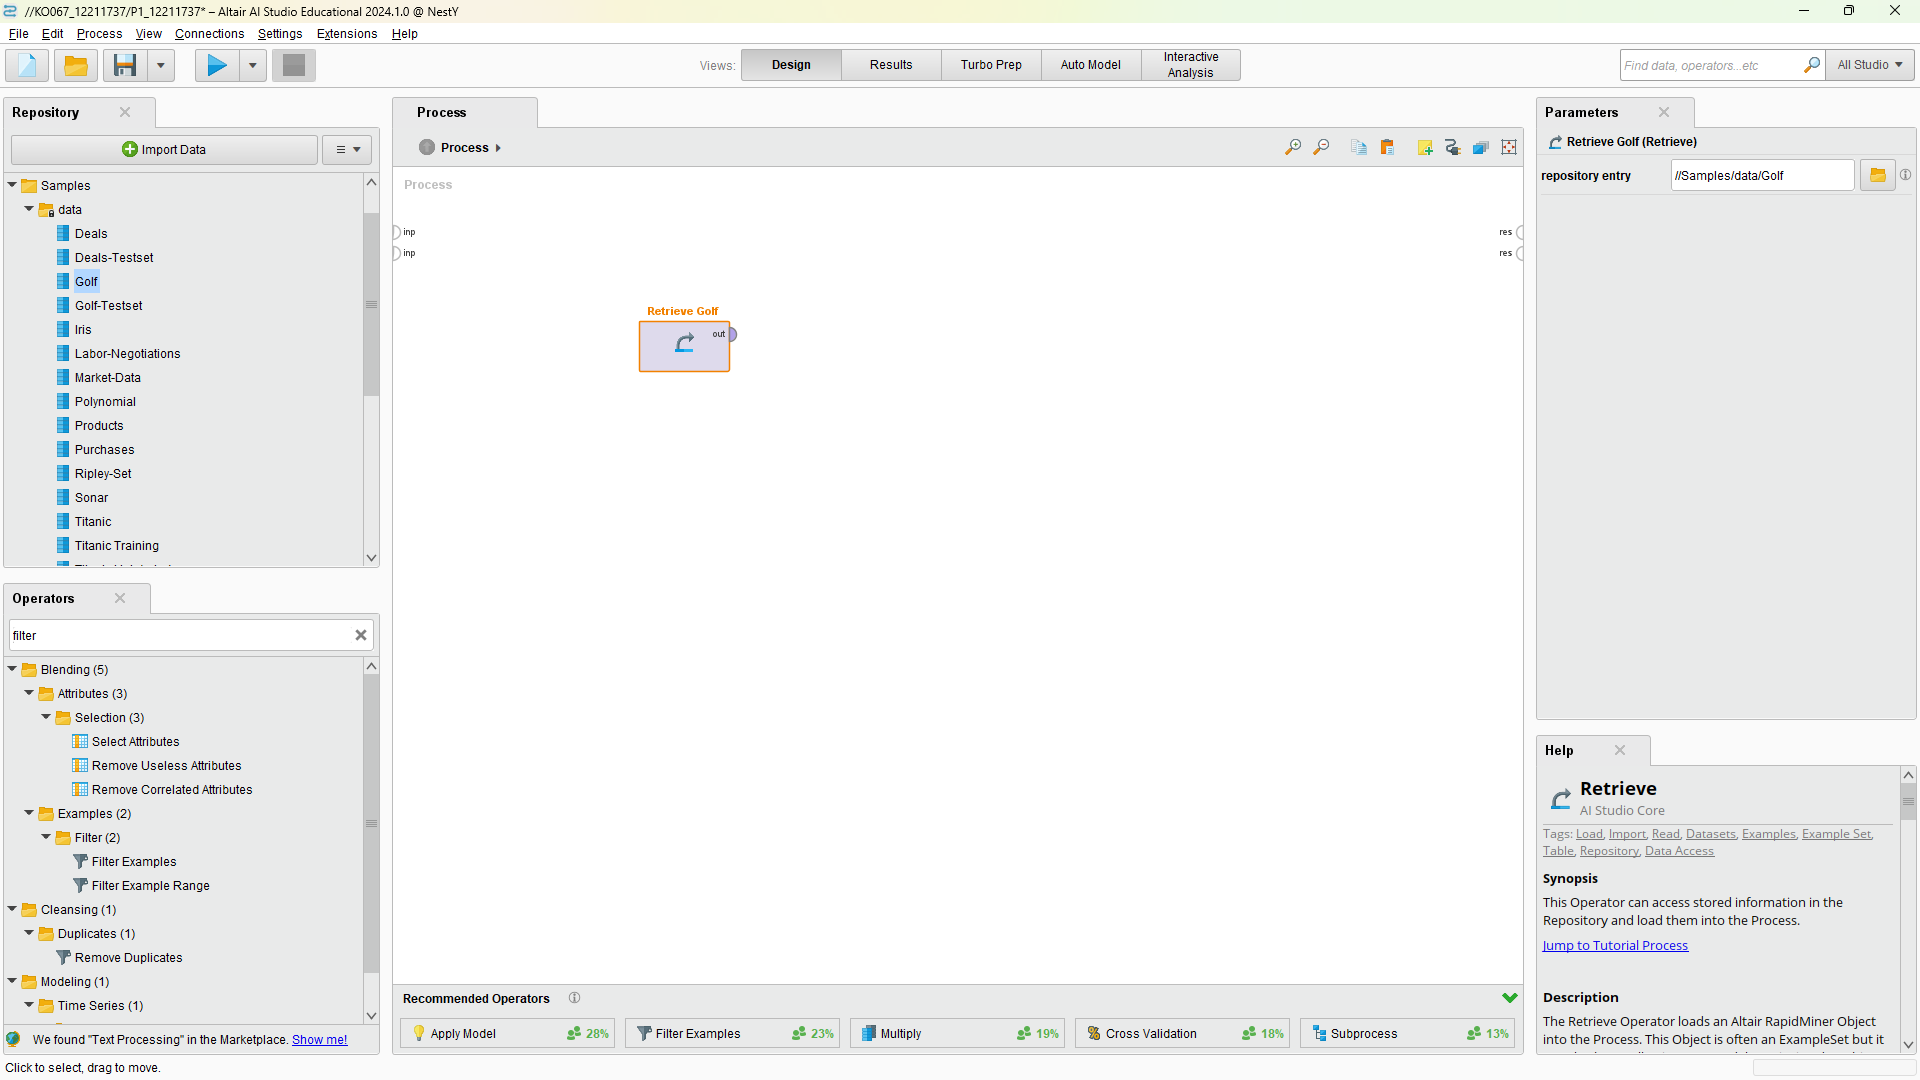 //KO067_12211737/P1_12211737* – Altair AI Studio Educational 2024.1.0 @ NestY
File Edit Process View Connections Settings Extensions Help
Views: Design Results Turbo Prep Auto Model Interactive Analysis
Find data, operators...etc All Studio
Repository
Import Data
Samples
data
Deals
Deals-Testset
Golf
Golf-Testset
Iris
Labor-Negotiations
Market-Data
Polynomial
Products
Purchases
Ripley-Set
Sonar
Titanic
Titanic Training
Operators
filter
Blending (5)
Attributes (3)
Selection (3)
Select Attributes
Remove Useless Attributes
Remove Correlated Attributes
Examples (2)
Filter (2)
Filter Examples
Filter Example Range
Cleansing (1)
Duplicates (1)
Remove Duplicates
Modeling (1)
Time Series (1)
We found "Text Processing" in the Marketplace. Show me!
Click to select, drag to move.
Process
Process
Process
inp
inp
res
res
Retrieve Golf
out
Recommended Operators
Apply Model 28%
Filter Examples 23%
Multiply 19%
Cross Validation 18%
Subprocess 13%
Parameters
Retrieve Golf (Retrieve)
repository entry //Samples/data/Golf
Help
Retrieve
AI Studio Core
Tags: Load, Import, Read, Datasets, Examples, Example Set,
Table, Repository, Data Access
Synopsis
This Operator can access stored information in the
Repository and load them into the Process.
Jump to Tutorial Process
Description
The Retrieve Operator loads an Altair RapidMiner Object
into the Process. This Object is often an ExampleSet but it